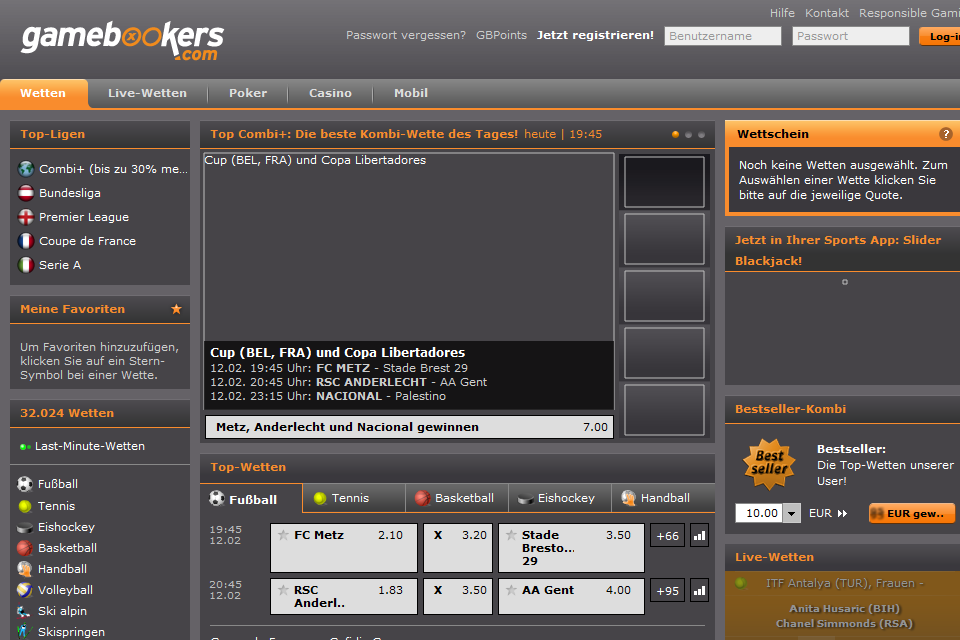 Hilfe Kontakt Responsible Gami
gamebookers.com
Passwort vergessen? GBPoints Jetzt registrieren! Benutzername Passwort Log-in
Wetten Live-Wetten Poker Casino Mobil
Top-Ligen
Combi+ (bis zu 30% me...
Bundesliga
Premier League
Coupe de France
Serie A
Meine Favoriten
Um Favoriten hinzuzufügen,
klicken Sie auf ein Stern-
Symbol bei einer Wette.
32.024 Wetten
Last-Minute-Wetten
Fußball
Tennis
Eishockey
Basketball
Handball
Volleyball
Ski alpin
Skispringen
Top Combi+: Die beste Kombi-Wette des Tages! heute | 19:45
Cup (BEL, FRA) und Copa Libertadores
Cup (BEL, FRA) und Copa Libertadores
12.02. 19:45 Uhr: FC METZ - Stade Brest 29
12.02. 20:45 Uhr: RSC ANDERLECHT - AA Gent
12.02. 23:15 Uhr: NACIONAL - Palestino
Metz, Anderlecht und Nacional gewinnen 7.00
Top-Wetten
Fußball Tennis Basketball Eishockey Handball
19:45
12.02
FC Metz 2.10 X 3.20 Stade Bresto... 29 3.50 +66
20:45
12.02
RSC Anderl.. 1.83 X 3.50 AA Gent 4.00 +95
Wettschein ?
Noch keine Wetten ausgewählt. Zum
Auswählen einer Wette klicken Sie
bitte auf die jeweilige Quote.
Jetzt in Ihrer Sports App: Slider
Blackjack!
Bestseller-Kombi
Best
seller
Bestseller:
Die Top-Wetten unserer
User!
10.00 EUR EUR gew..
Live-Wetten
ITF Antalya (TUR), Frauen -
Anita Husaric (BIH)
Chanel Simmonds (RSA)